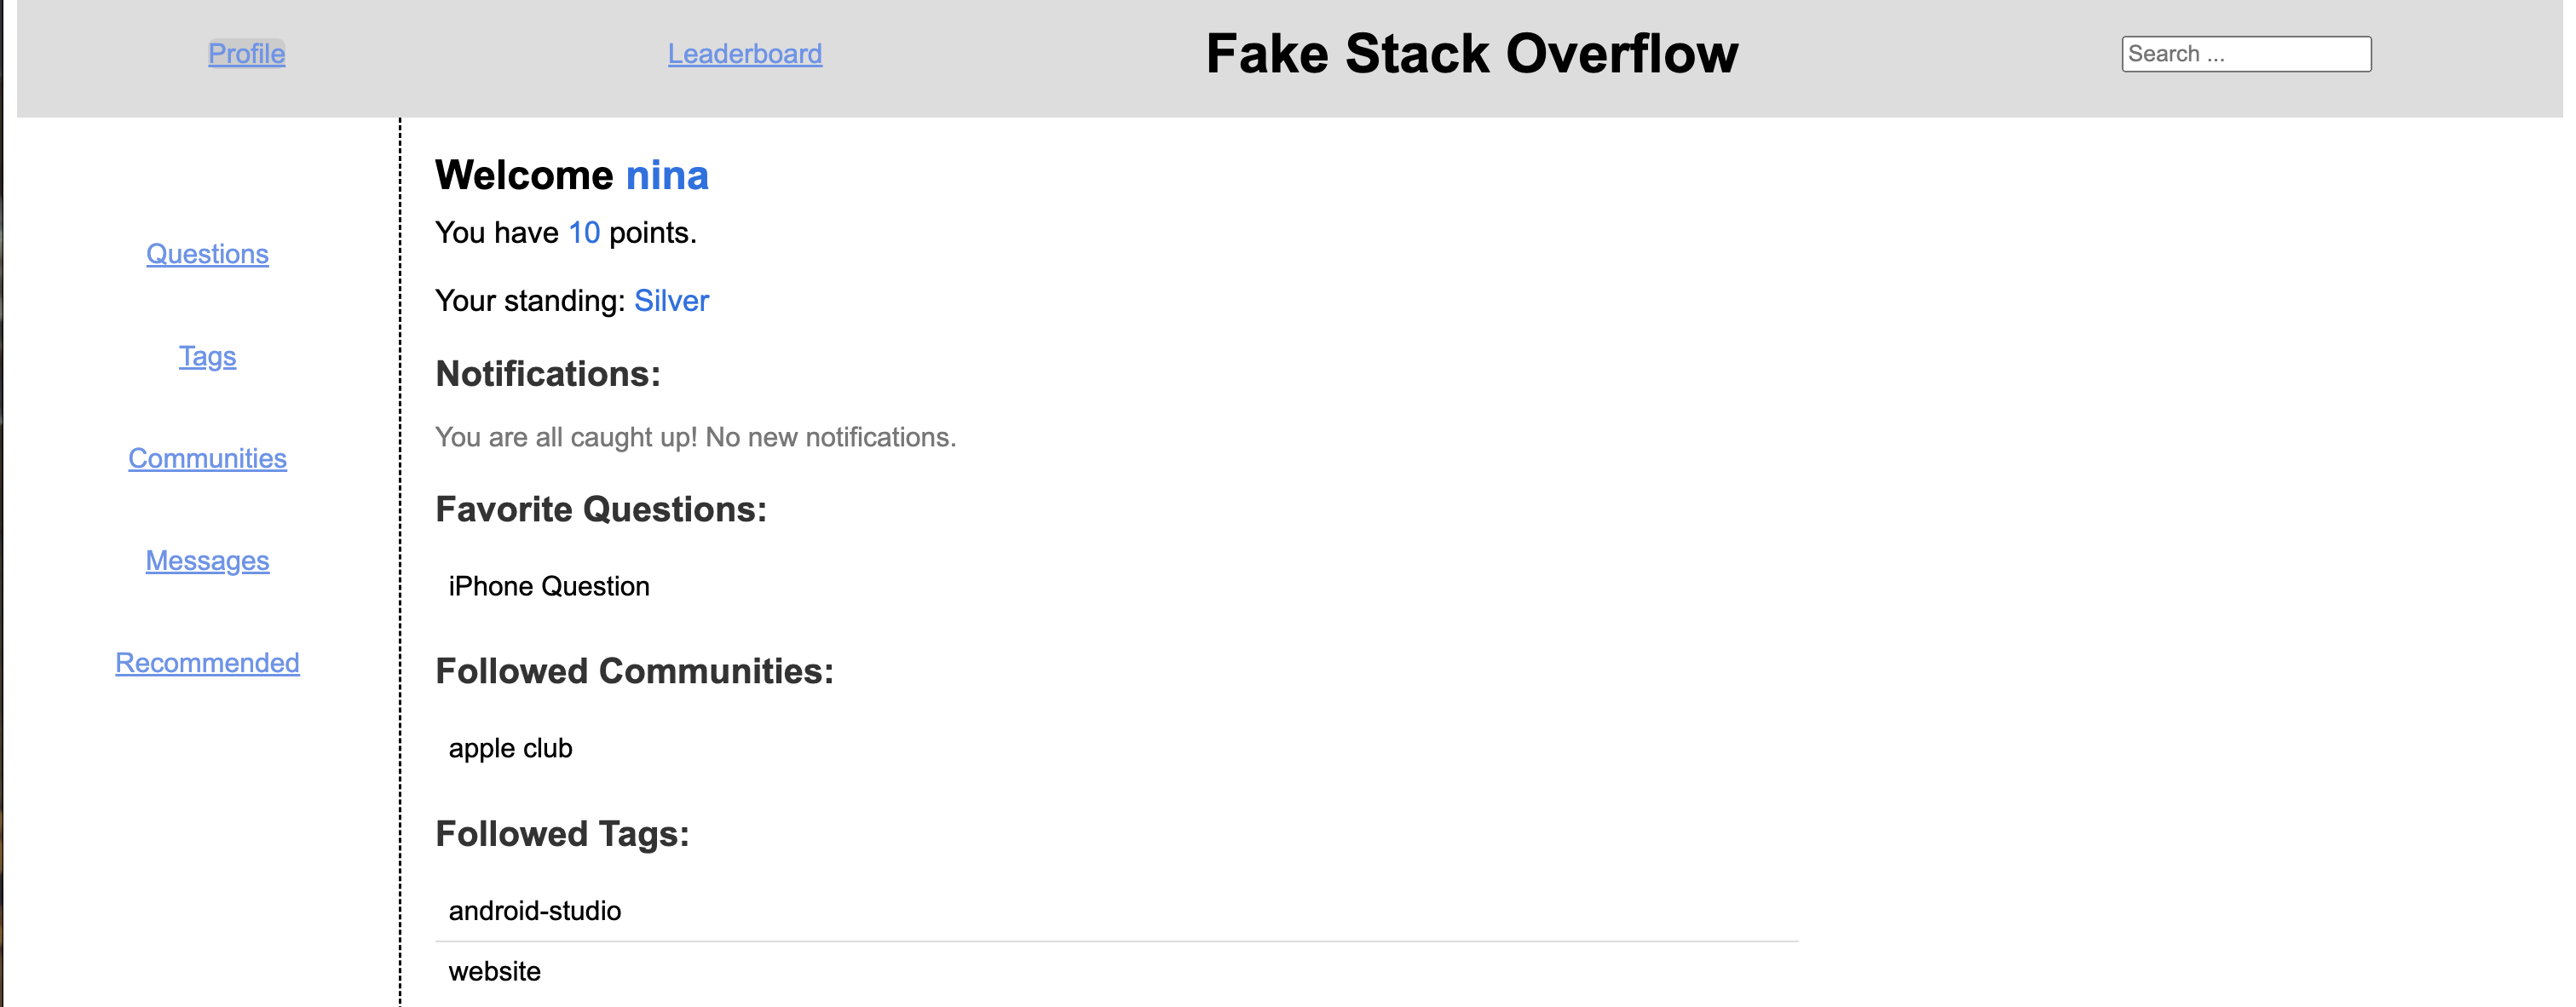 Profile
Leaderboard
Fake Stack Overflow
Search ...
Questions
Tags
Communities
Messages
Recommended
Welcome nina
You have 10 points.
Your standing: Silver
Notifications:
You are all caught up! No new notifications.
Favorite Questions:
iPhone Question
Followed Communities:
apple club
Followed Tags:
android-studio
website